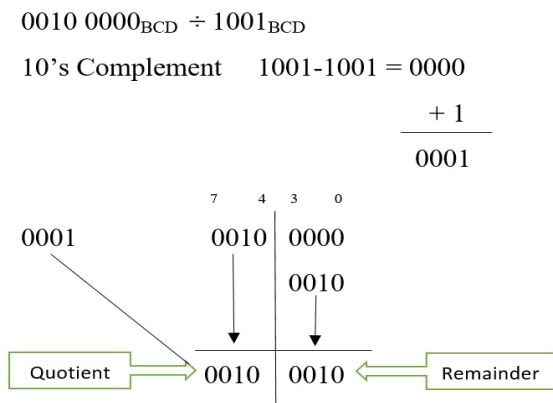 0010 0000BCD ÷ 1001BCD
10’s Complement 1001-1001 = 0000
+ 1
0001
7 4 3 0
0001 0010 0000
0010
Quotient 0010 0010 Remainder